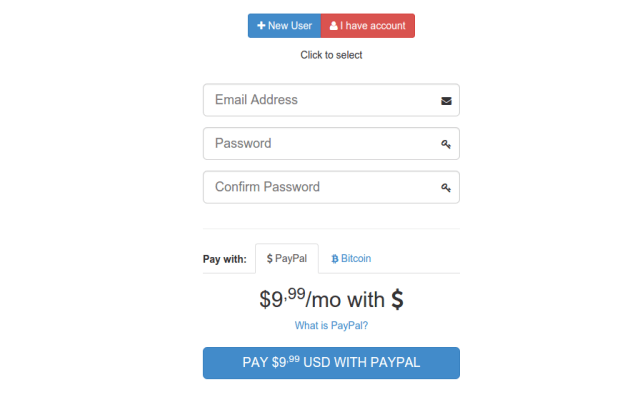 New User I have account
Click to select
Email Address
Password
Confirm Password
Pay with: $ PayPal Bitcoin
$9.99/mo with $
What is PayPal?
PAY $9.99 USD WITH PAYPAL